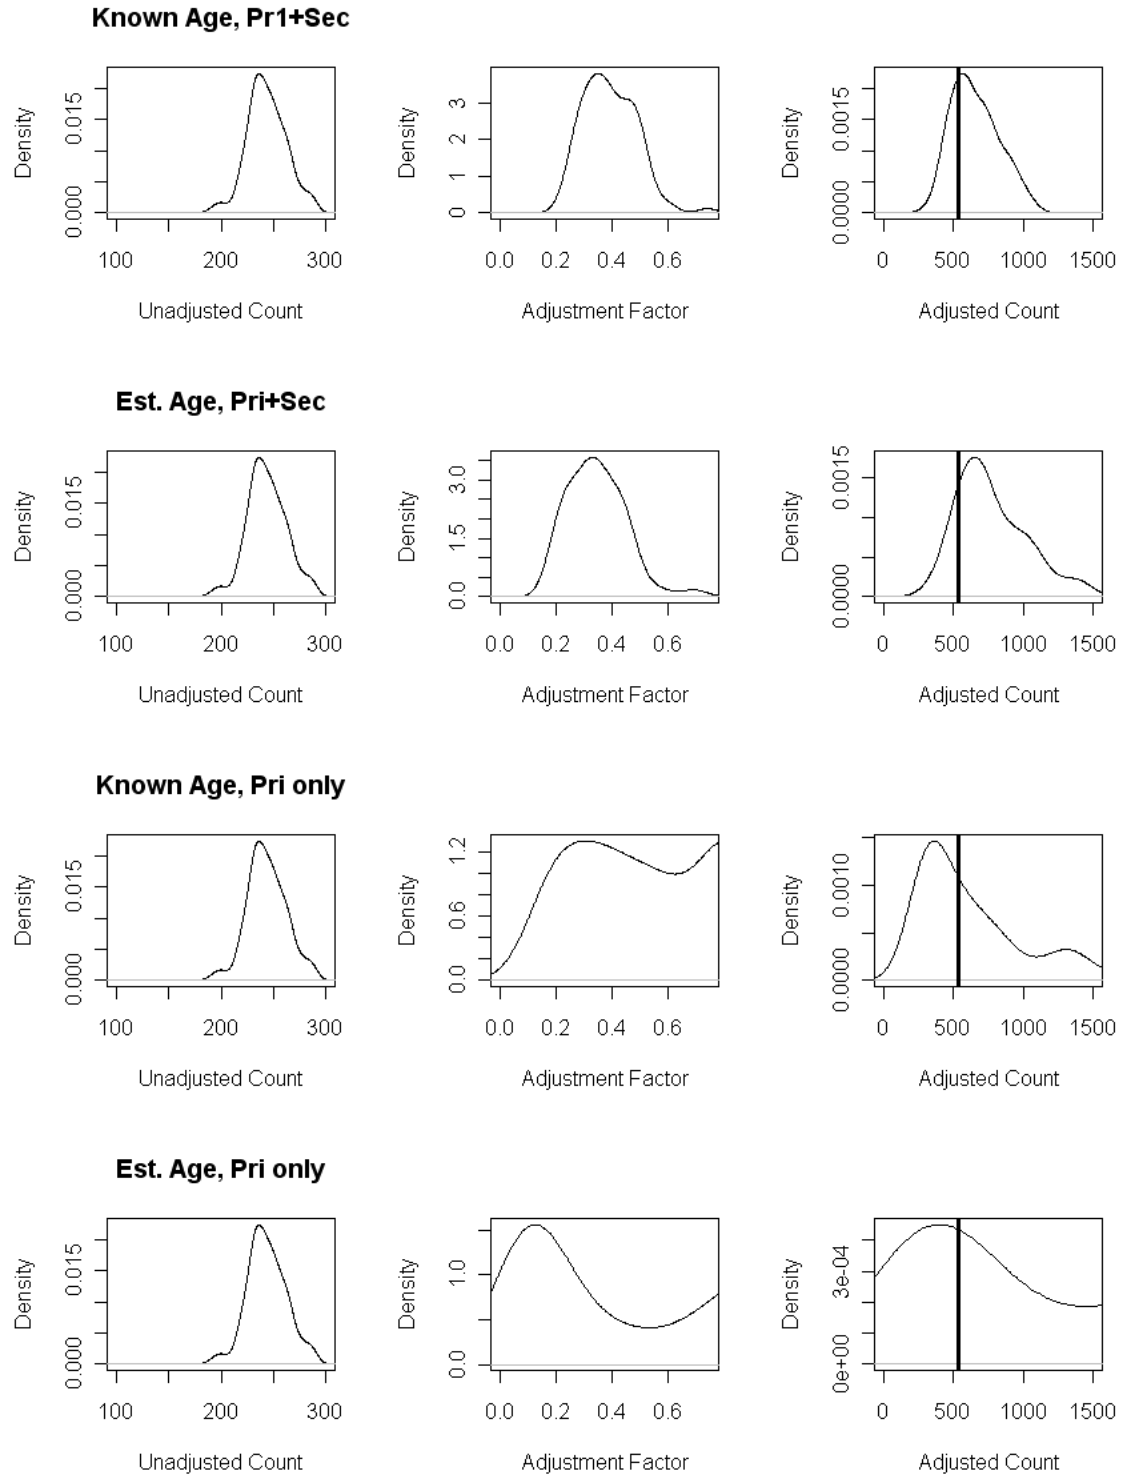 Known Age, Pr1+Sec
Density
0.000 0.015
100 200 300
Unadjusted Count
Density
0 1 2 3
0.0 0.2 0.4 0.6
Adjustment Factor
Density
0.0000 0.0015
0 500 1000 1500
Adjusted Count
Est. Age, Pri+Sec
Density
0.000 0.015
100 200 300
Unadjusted Count
Density
0.0 1.5 3.0
0.0 0.2 0.4 0.6
Adjustment Factor
Density
0.0000 0.0015
0 500 1000 1500
Adjusted Count
Known Age, Pri only
Density
0.000 0.015
100 200 300
Unadjusted Count
Density
0.0 0.6 1.2
0.0 0.2 0.4 0.6
Adjustment Factor
Density
0.0000 0.0010
0 500 1000 1500
Adjusted Count
Est. Age, Pri only
Density
0.000 0.015
100 200 300
Unadjusted Count
Density
0.0 1.0
0.0 0.2 0.4 0.6
Adjustment Factor
Density
0e+00 3e-04
0 500 1000 1500
Adjusted Count